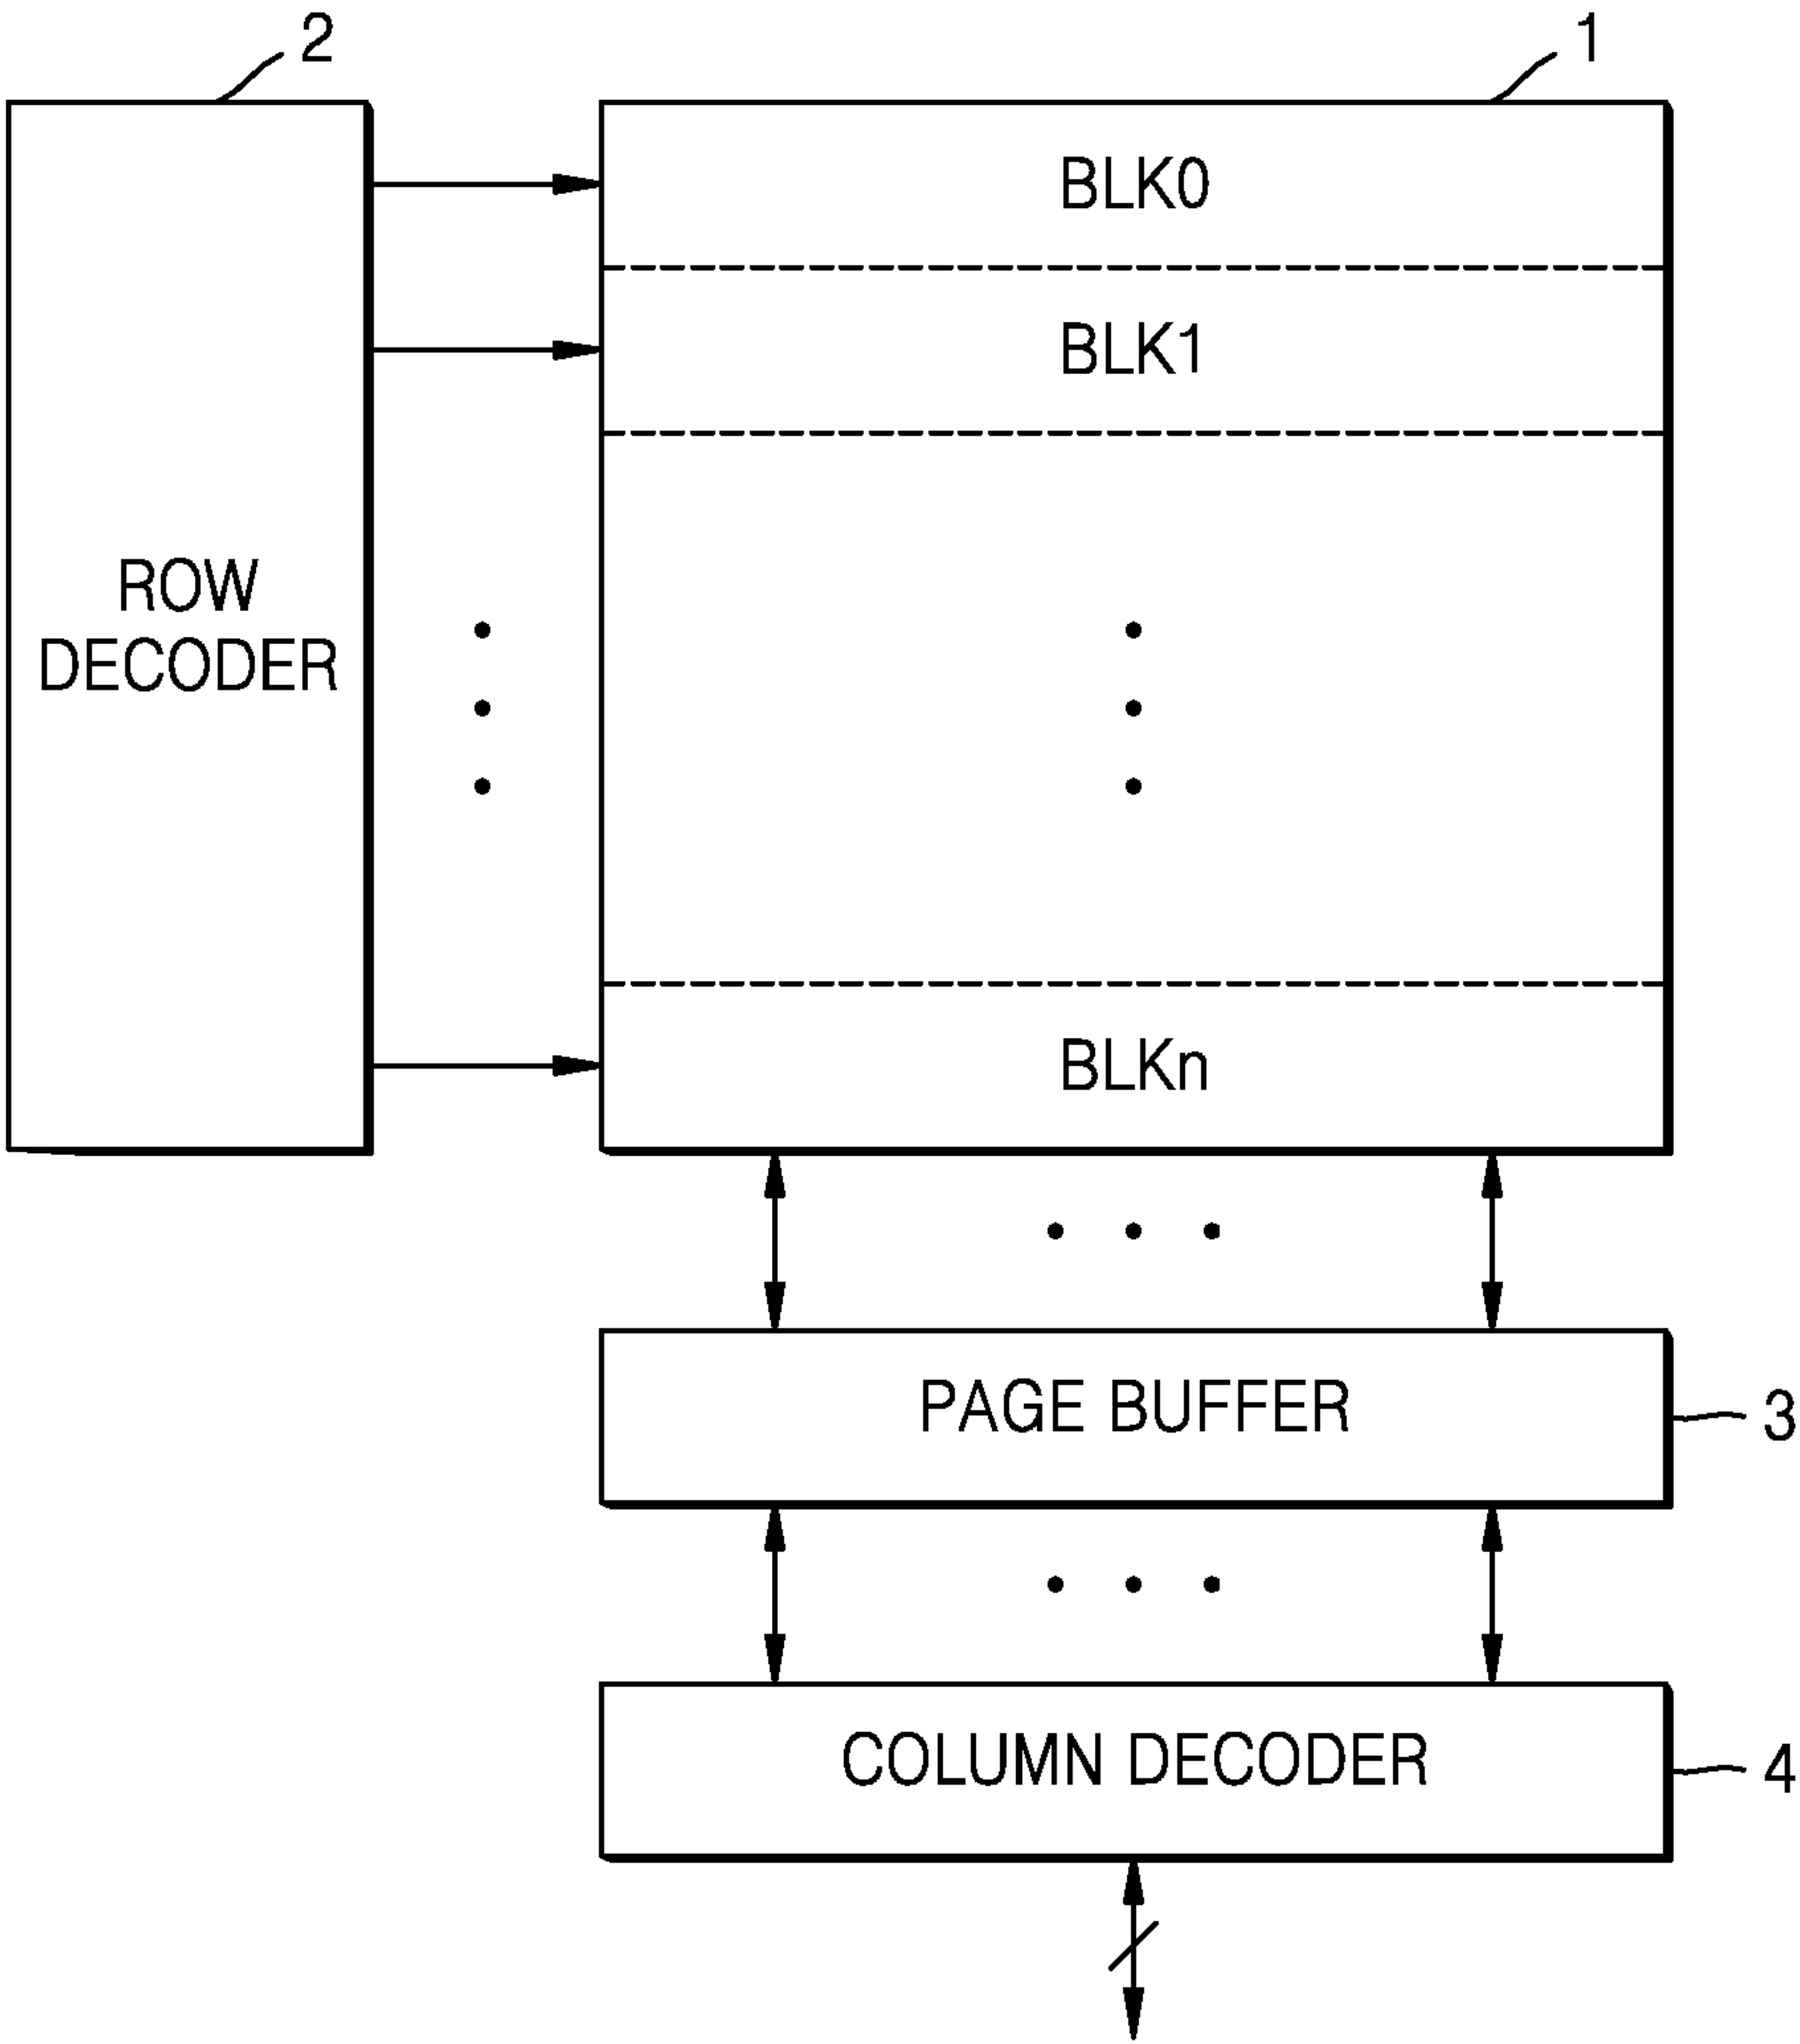 2
1
BLK0
BLK1
ROW
DECODER
BLKn
PAGE BUFFER
3
COLUMN DECODER
4